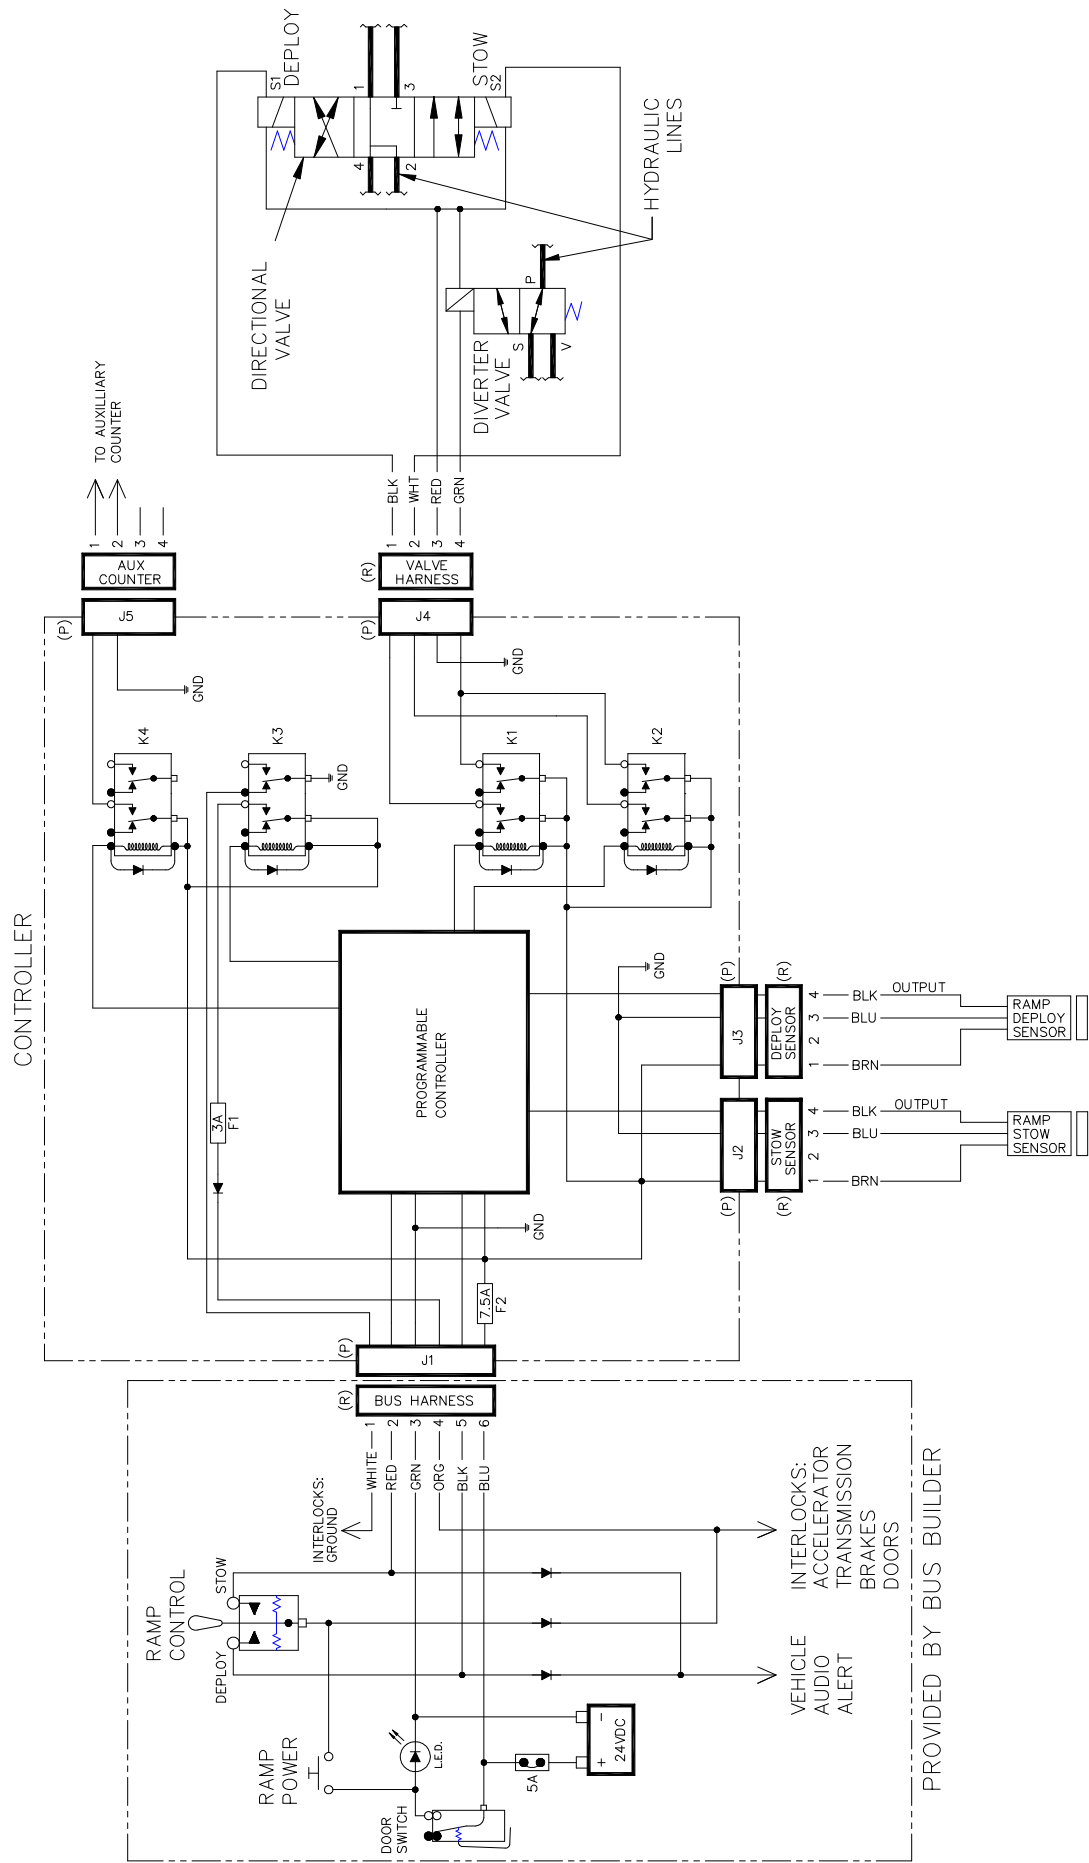 PROVIDED BY BUS BUILDER
RAMP
CONTROL
DEPLOY
STOW
RAMP
POWER
DOOR
SWITCH
L.E.D.
5A
+ −
24VDC
INTERLOCKS:
GROUND
VEHICLE
AUDIO
ALERT
INTERLOCKS:
ACCELERATOR
TRANSMISSION
BRAKES
DOORS
WHITE 1
RED 2
GRN 3
ORG 4
BLK 5
BLU 6
(R)
BUS HARNESS
(P)
J1
CONTROLLER
3A
F1
7.5A
F2
GND
PROGRAMMABLE
CONTROLLER
K4
K3
GND
K1
K2
GND
(P)
J2
(R)
STOW
SENSOR
1 BRN
2
3 BLU
4 BLK OUTPUT
RAMP
STOW
SENSOR
(P)
J3
(R)
DEPLOY
SENSOR
1 BRN
2
3 BLU
4 BLK OUTPUT
RAMP
DEPLOY
SENSOR
GND
(P)
J5
AUX
COUNTER
1
2
3
4
TO AUXILLIARY
COUNTER
GND
(P)
J4
(R)
VALVE
HARNESS
1 BLK
2 WHT
3 RED
4 GRN
DIRECTIONAL
VALVE
S1
DEPLOY
4 1
2 3
STOW
S2
DIVERTER
VALVE
S
V
P
HYDRAULIC
LINES